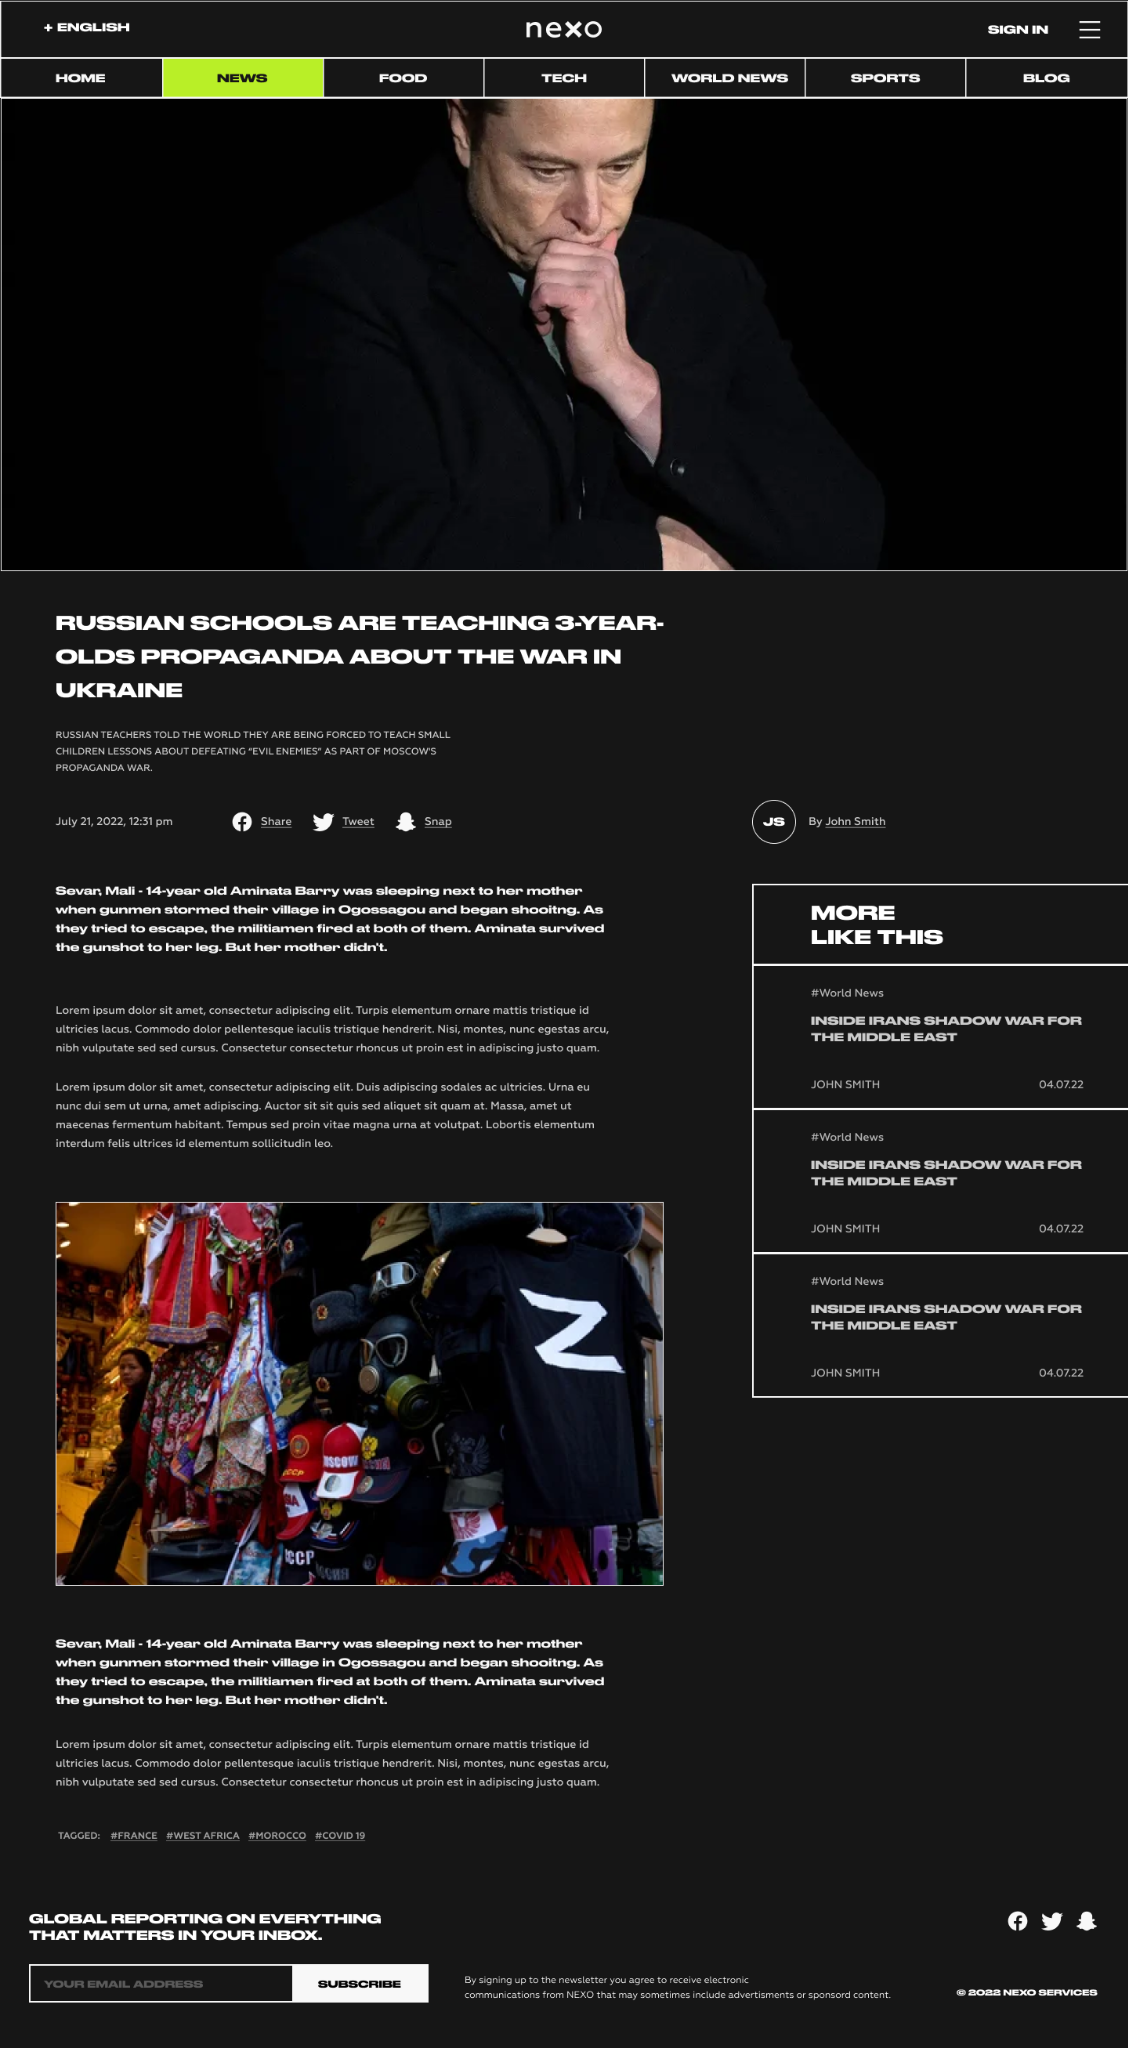 + ENGLISH
nexo
SIGN IN
HOME
NEWS
FOOD
TECH
WORLD NEWS
SPORTS
BLOG
RUSSIAN SCHOOLS ARE TEACHING 3-YEAR-
OLDS PROPAGANDA ABOUT THE WAR IN
UKRAINE
RUSSIAN TEACHERS TOLD THE WORLD THEY ARE BEING FORCED TO TEACH SMALL
CHILDREN LESSONS ABOUT DEFEATING "EVIL ENEMIES" AS PART OF MOSCOW'S
PROPAGANDA WAR.
July 21, 2022, 12:31 pm
Share
Tweet
Snap
JS
By John Smith
Sevar, Mali - 14-year old Aminata Barry was sleeping next to her mother
when gunmen stormed their village in Ogossagou and began shooitng. As
they tried to escape, the militiamen fired at both of them. Aminata survived
the gunshot to her leg. But her mother didn't.
Lorem ipsum dolor sit amet, consectetur adipiscing elit. Turpis elementum ornare mattis tristique id
ultricies lacus. Commodo dolor pellentesque iaculis tristique hendrerit. Nisi, montes, nunc egestas arcu,
nibh vulputate sed sed cursus. Consectetur consectetur rhoncus ut proin est in adipiscing justo quam.
Lorem ipsum dolor sit amet, consectetur adipiscing elit. Duis adipiscing sodales ac ultricies. Urna eu
nunc dui sem ut urna, amet adipiscing. Auctor sit sit quis sed aliquet sit quam at. Massa, amet ut
maecenas fermentum habitant. Tempus sed proin vitae magna urna at volutpat. Lobortis elementum
interdum felis ultrices id elementum sollicitudin leo.
MORE
LIKE THIS
#World News
INSIDE IRANS SHADOW WAR FOR
THE MIDDLE EAST
JOHN SMITH
04.07.22
#World News
INSIDE IRANS SHADOW WAR FOR
THE MIDDLE EAST
JOHN SMITH
04.07.22
#World News
INSIDE IRANS SHADOW WAR FOR
THE MIDDLE EAST
JOHN SMITH
04.07.22
Z
MOSCOW
СССР
СССР
Sevar, Mali - 14-year old Aminata Barry was sleeping next to her mother
when gunmen stormed their village in Ogossagou and began shooitng. As
they tried to escape, the militiamen fired at both of them. Aminata survived
the gunshot to her leg. But her mother didn't.
Lorem ipsum dolor sit amet, consectetur adipiscing elit. Turpis elementum ornare mattis tristique id
ultricies lacus. Commodo dolor pellentesque iaculis tristique hendrerit. Nisi, montes, nunc egestas arcu,
nibh vulputate sed sed cursus. Consectetur consectetur rhoncus ut proin est in adipiscing justo quam.
TAGGED: #FRANCE #WEST AFRICA #MOROCCO #COVID 19
GLOBAL REPORTING ON EVERYTHING
THAT MATTERS IN YOUR INBOX.
YOUR EMAIL ADDRESS
SUBSCRIBE
By signing up to the newsletter you agree to receive electronic
communications from NEXO that may sometimes include advertisments or sponsord content.
© 2022 NEXO SERVICES